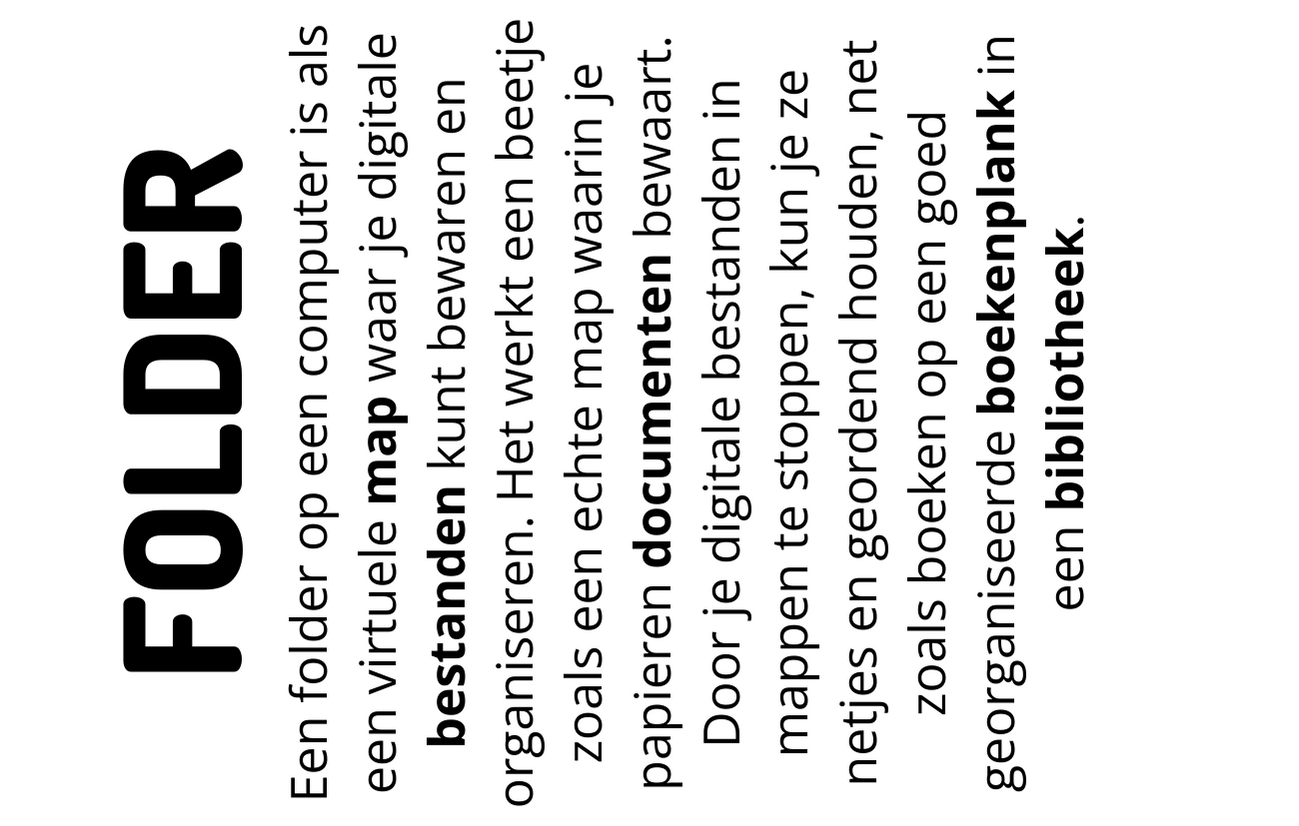 FOLDER
Een folder op een computer is als
een virtuele map waar je digitale
bestanden kunt bewaren en
organiseren. Het werkt een beetje
zoals een echte map waarin je
papieren documenten bewaart.
Door je digitale bestanden in
mappen te stoppen, kun je ze
netjes en geordend houden, net
zoals boeken op een goed
georganiseerde boekenplank in
een bibliotheek.